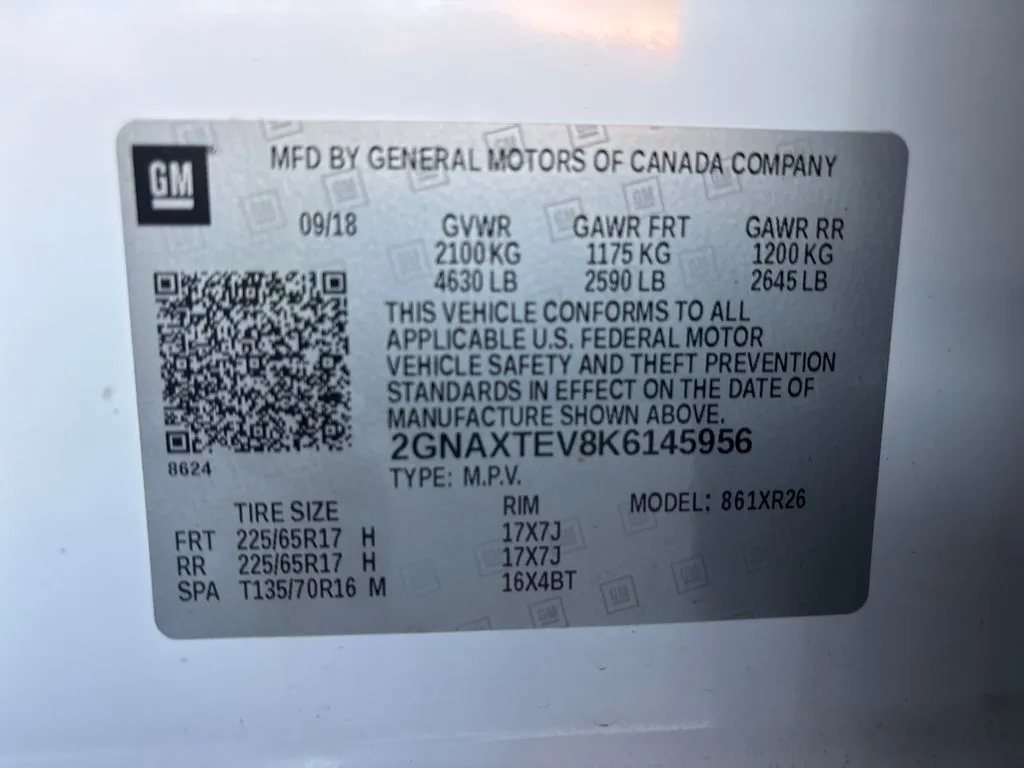 GM
MFD BY GENERAL MOTORS OF CANADA COMPANY
09/18 GVWR GAWR FRT GAWR RR
2100 KG 1175 KG 1200 KG
4630 LB 2590 LB 2645 LB
THIS VEHICLE CONFORMS TO ALL
APPLICABLE U.S. FEDERAL MOTOR
VEHICLE SAFETY AND THEFT PREVENTION
STANDARDS IN EFFECT ON THE DATE OF
MANUFACTURE SHOWN ABOVE.
2GNAXTEV8K6145956
8624
TYPE: M.P.V.
TIRE SIZE RIM MODEL: 861XR26
FRT 225/65R17 H 17X7J
RR 225/65R17 H 17X7J
SPA T135/70R16 M 16X4BT